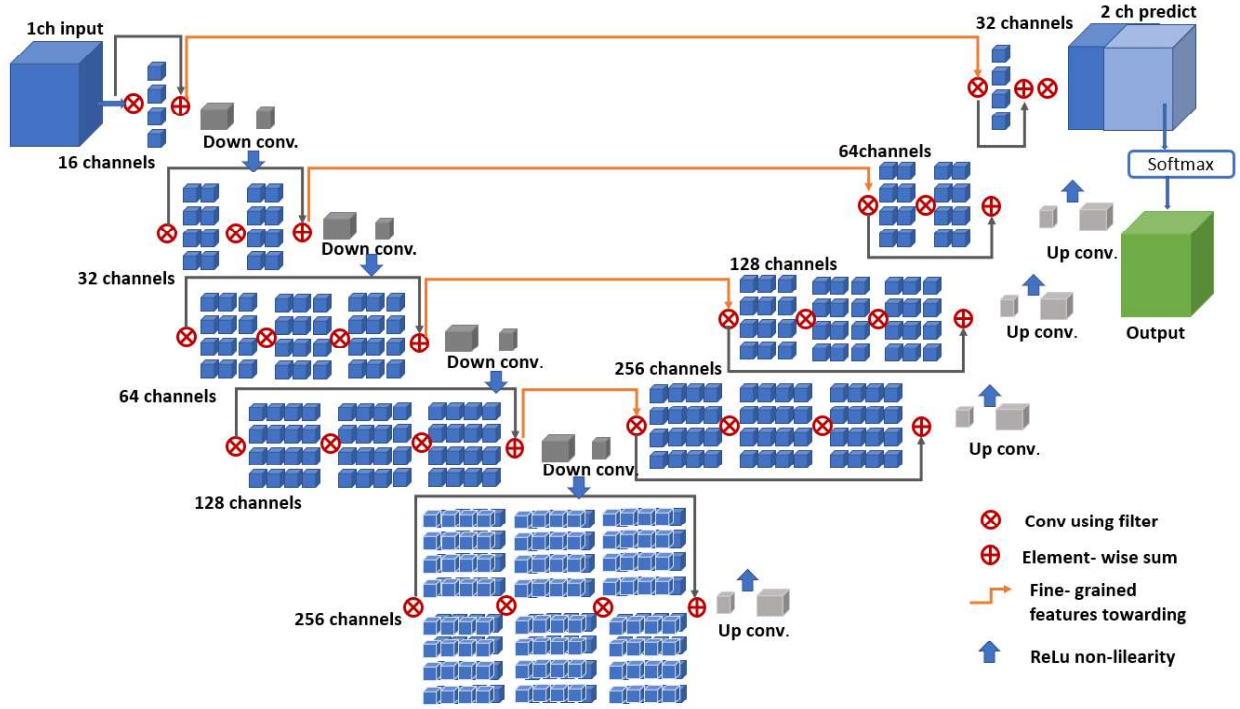 1ch input
32 channels
2 ch predict
Down conv.
16 channels
64channels
Softmax
Down conv.
Up conv.
32 channels
128 channels
Up conv.
Output
Down conv.
256 channels
64 channels
Up conv.
Down conv.
128 channels
Conv using filter
Element- wise sum
Fine- grained
features towarding
256 channels
Up conv.
ReLu non-lilearity